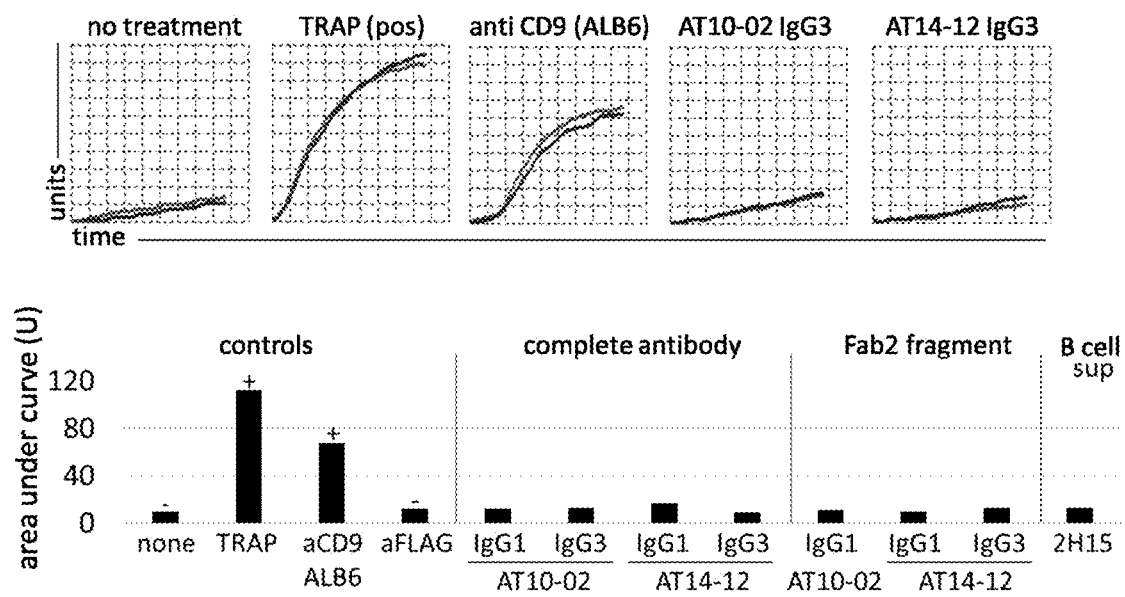 no treatment TRAP (pos) anti CD9 (ALB6) AT10-02 IgG3 AT14-12 IgG3
units
time
area under curve (U)
controls complete antibody Fab2 fragment B cell
sup
120
+
80
+
40
0
- -
none TRAP aCD9 aFLAG IgG1 IgG3 IgG1 IgG3 IgG1 IgG1 IgG3 2H15
ALB6 AT10-02 AT14-12 AT10-02 AT14-12